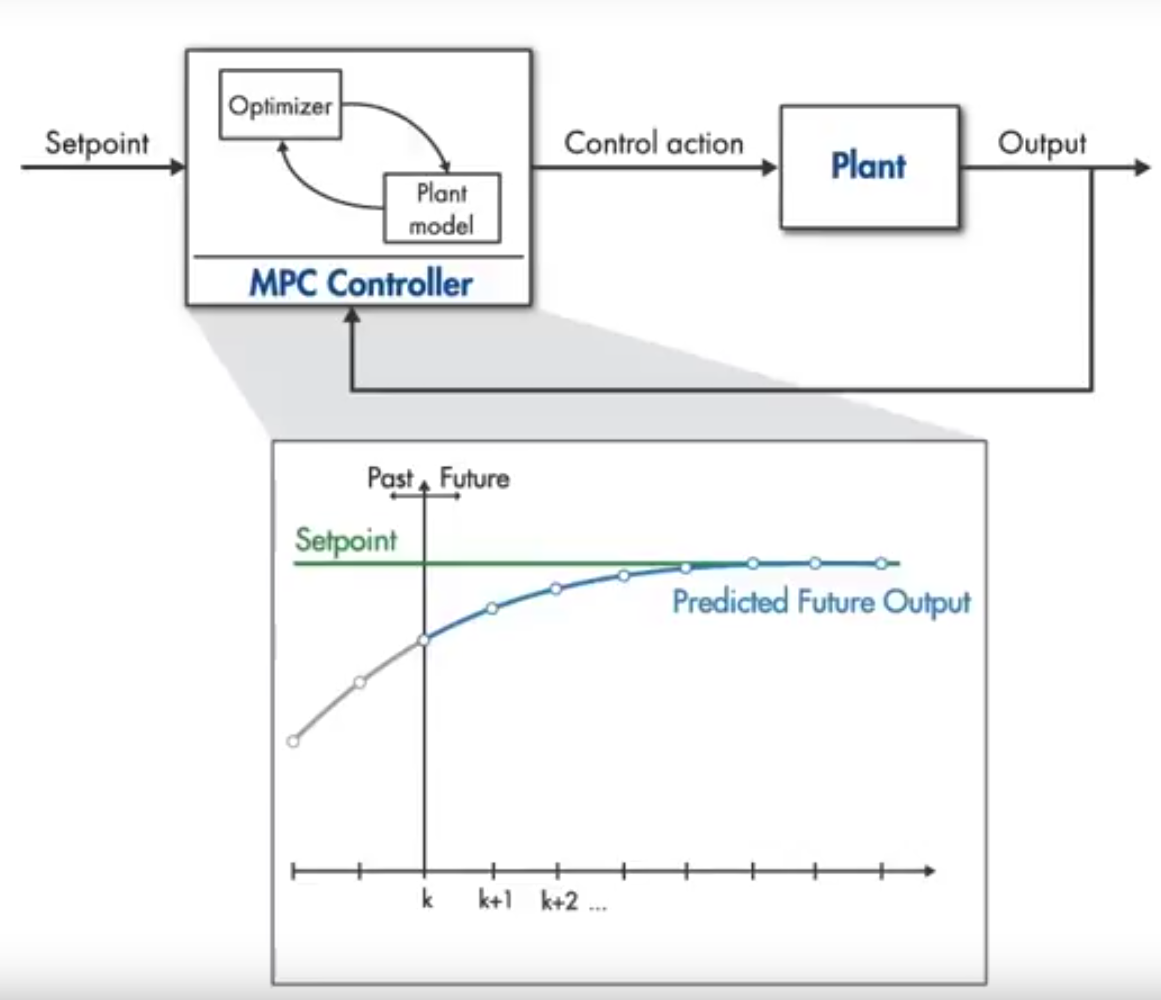 Setpoint
Optimizer
Plant
model
MPC Controller
Control action
Plant
Output
Past
Future
Setpoint
Predicted Future Output
k
k+1
k+2 ...